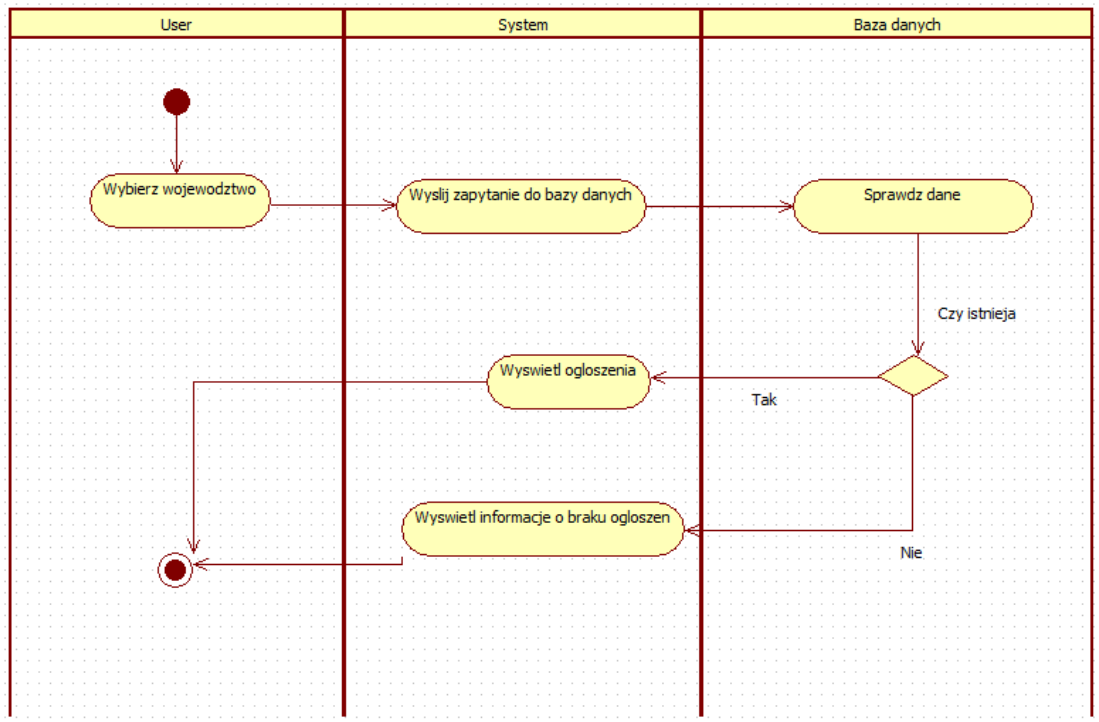 User
System
Baza danych
Wybierz wojewodztwo
Wyslij zapytanie do bazy danych
Sprawdz dane
Czy istnieja
Wyswietl ogloszenia
Tak
Wyswietl informacje o braku ogloszen
Nie